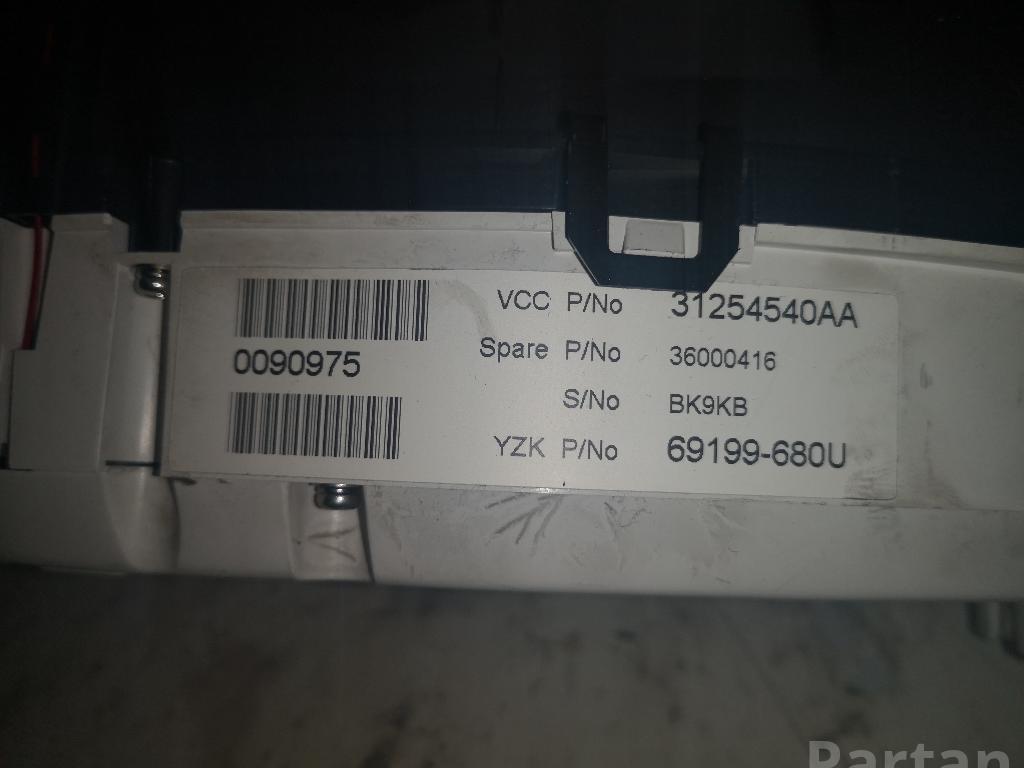 VCC P/No 31254540AA
0090975
Spare P/No 36000416
S/No BK9KB
YZK P/No 69199-680U
Partan